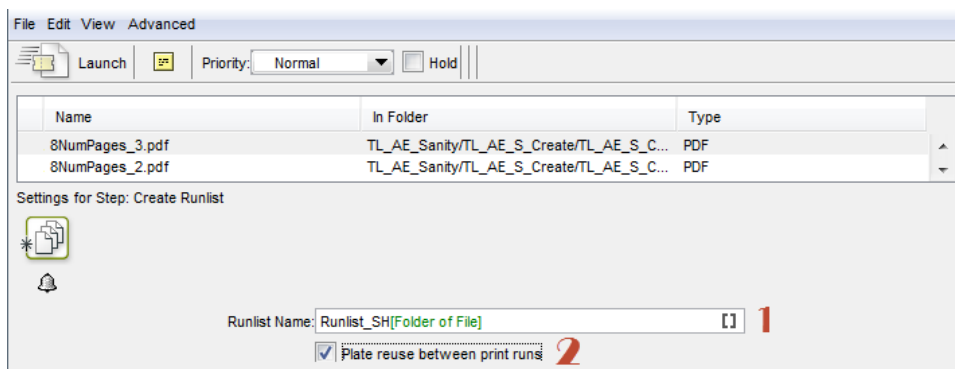 File Edit View Advanced
Launch Priority: Normal Hold
Name In Folder Type
8NumPages_3.pdf TL_AE_Sanity/TL_AE_S_Create/TL_AE_S_C... PDF
8NumPages_2.pdf TL_AE_Sanity/TL_AE_S_Create/TL_AE_S_C... PDF
Settings for Step: Create Runlist
Runlist Name: Runlist_SH[Folder of File] [] 1
Plate reuse between print runs 2